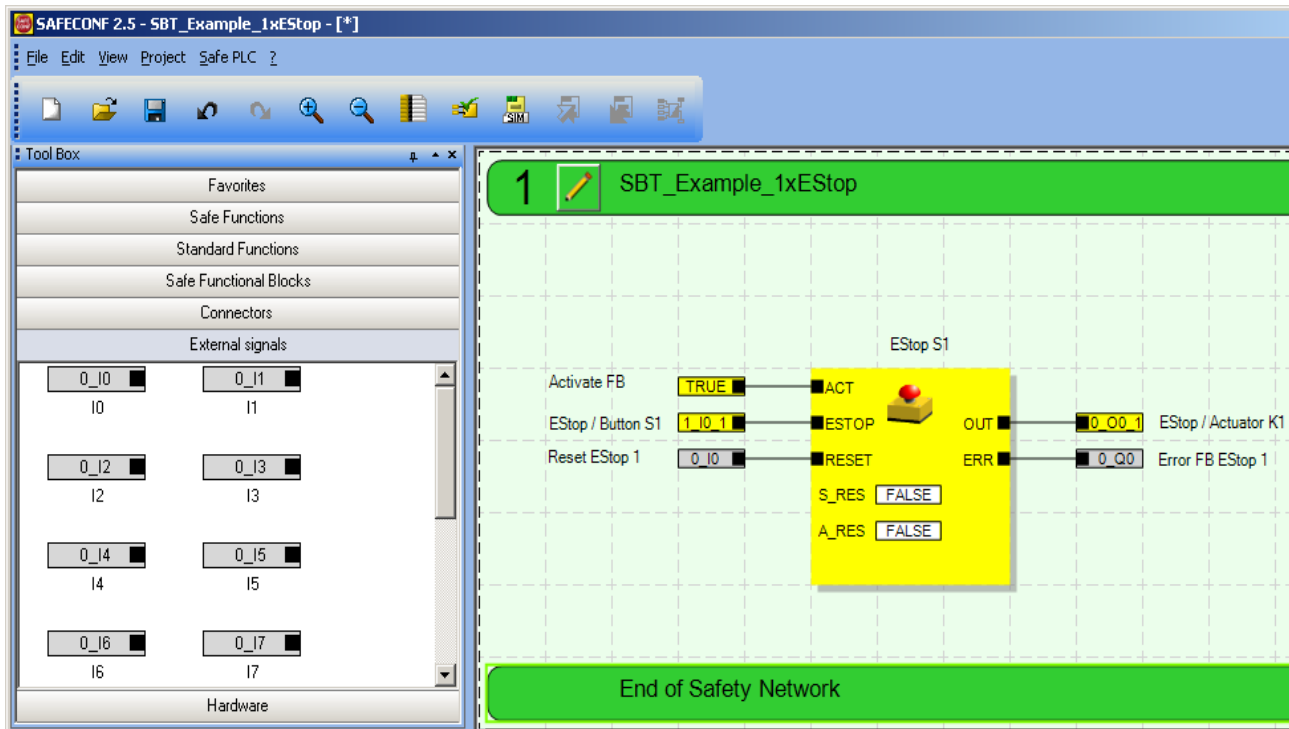 SAFECONF 2.5 - SBT_Example_1xEStop - [*]
File Edit View Project Safe PLC ?
SIM
Tool Box
Favorites
Safe Functions
Standard Functions
Safe Functional Blocks
Connectors
External signals
0_I0 0_I1
I0 I1
0_I2 0_I3
I2 I3
0_I4 0_I5
I4 I5
0_I6 0_I7
I6 I7
Hardware
1 SBT_Example_1xEStop
EStop S1
Activate FB TRUE ACT
EStop / Button S1 1_I0_1 ESTOP OUT 0_O0_1 EStop / Actuator K1
Reset EStop 1 0_I0 RESET ERR 0_Q0 Error FB EStop 1
S_RES FALSE
A_RES FALSE
End of Safety Network